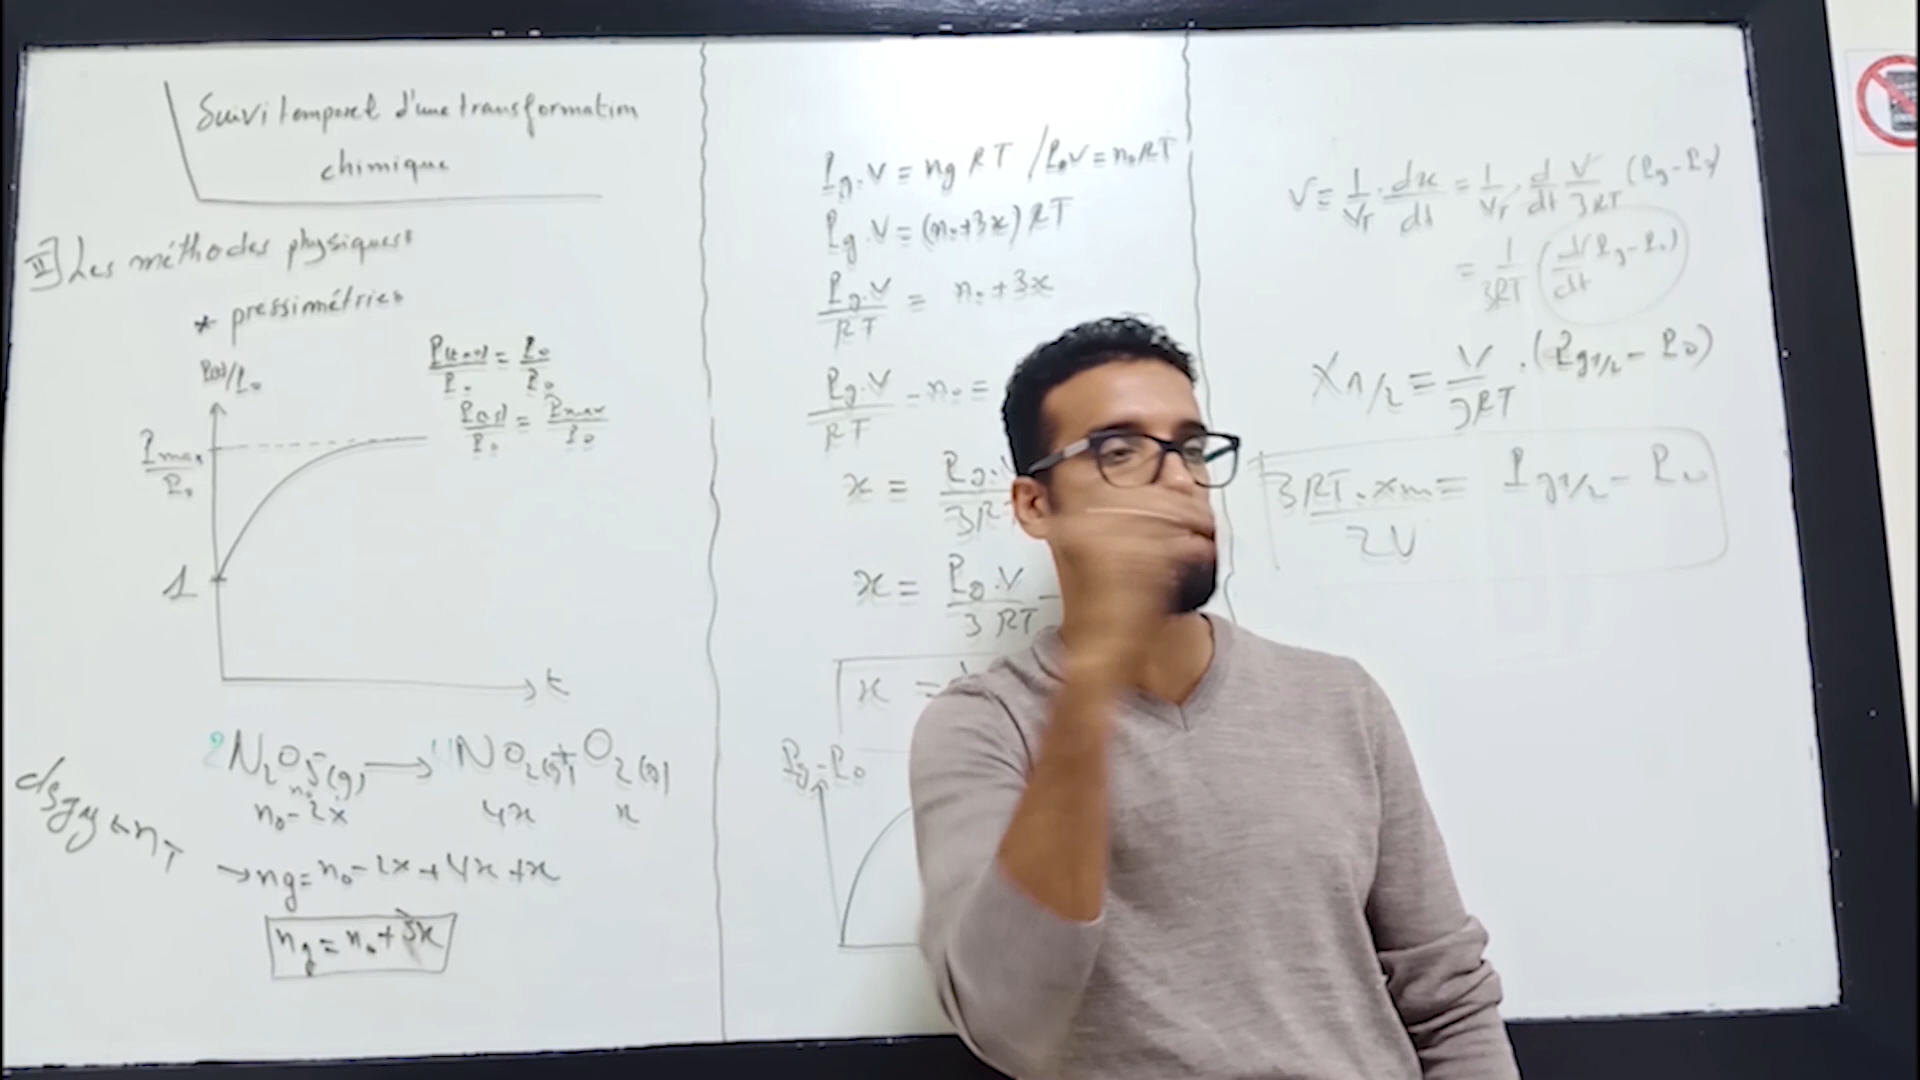 Suivi temporel d'une transformation
chimique
II] Les méthodes physiques:
* pressimétrie:
P(t)/P₀
P(t=0)/P₀ = P₀/P₀
P(t)/P₀ = Pmax/P₀
Pmax/P₀
1
t
2N₂O₅(g) → 4NO₂(g) + O₂(g)
n₀
n₀-2x 4x x
→ ng = n₀-2x+4x+x
ng = n₀+3x
Pg.V = ng RT / P₀V = n₀RT
Pg.V = (n₀+3x) RT
Pg.V/RT = n₀+3x
Pg.V/RT - n₀ =
x = Pg.V/3RT
x = Pg.V/3RT -
x =
Pg-P₀
V = 1/Vr . dx/dt = 1/Vr . d/dt V/3RT (Pg-P₀)
= 1/3RT (d/dt (Pg-P₀))
X1/2 = V/3RT . (Pg1/2 - P₀)
3RT.xm/2V = Pg1/2 - P₀